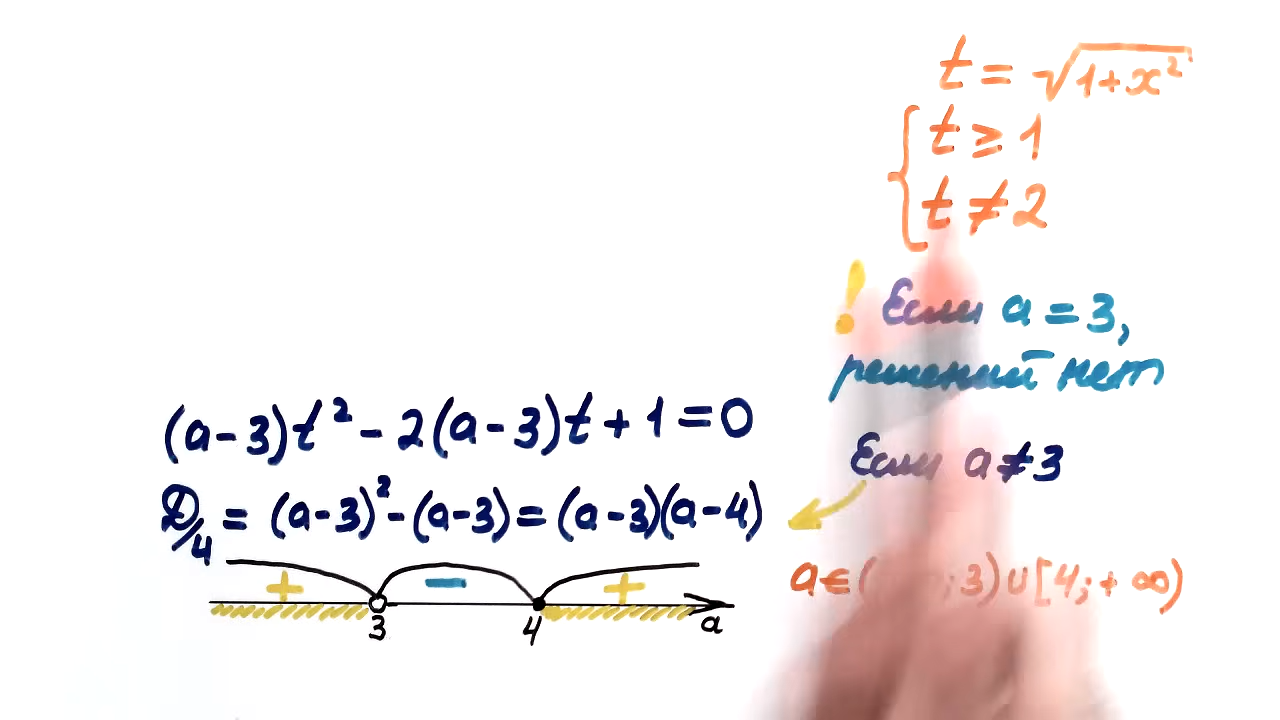 t = √1+x²
{ t ≥ 1
t ≠ 2
! Если a = 3,
решений нет
(a-3)t² - 2(a-3)t + 1 = 0
Если a ≠ 3
D/4 = (a-3)² - (a-3) = (a-3)(a-4)
a ∈ ( ;3) ∪ [4; + ∞)
+ − +
3 4 a